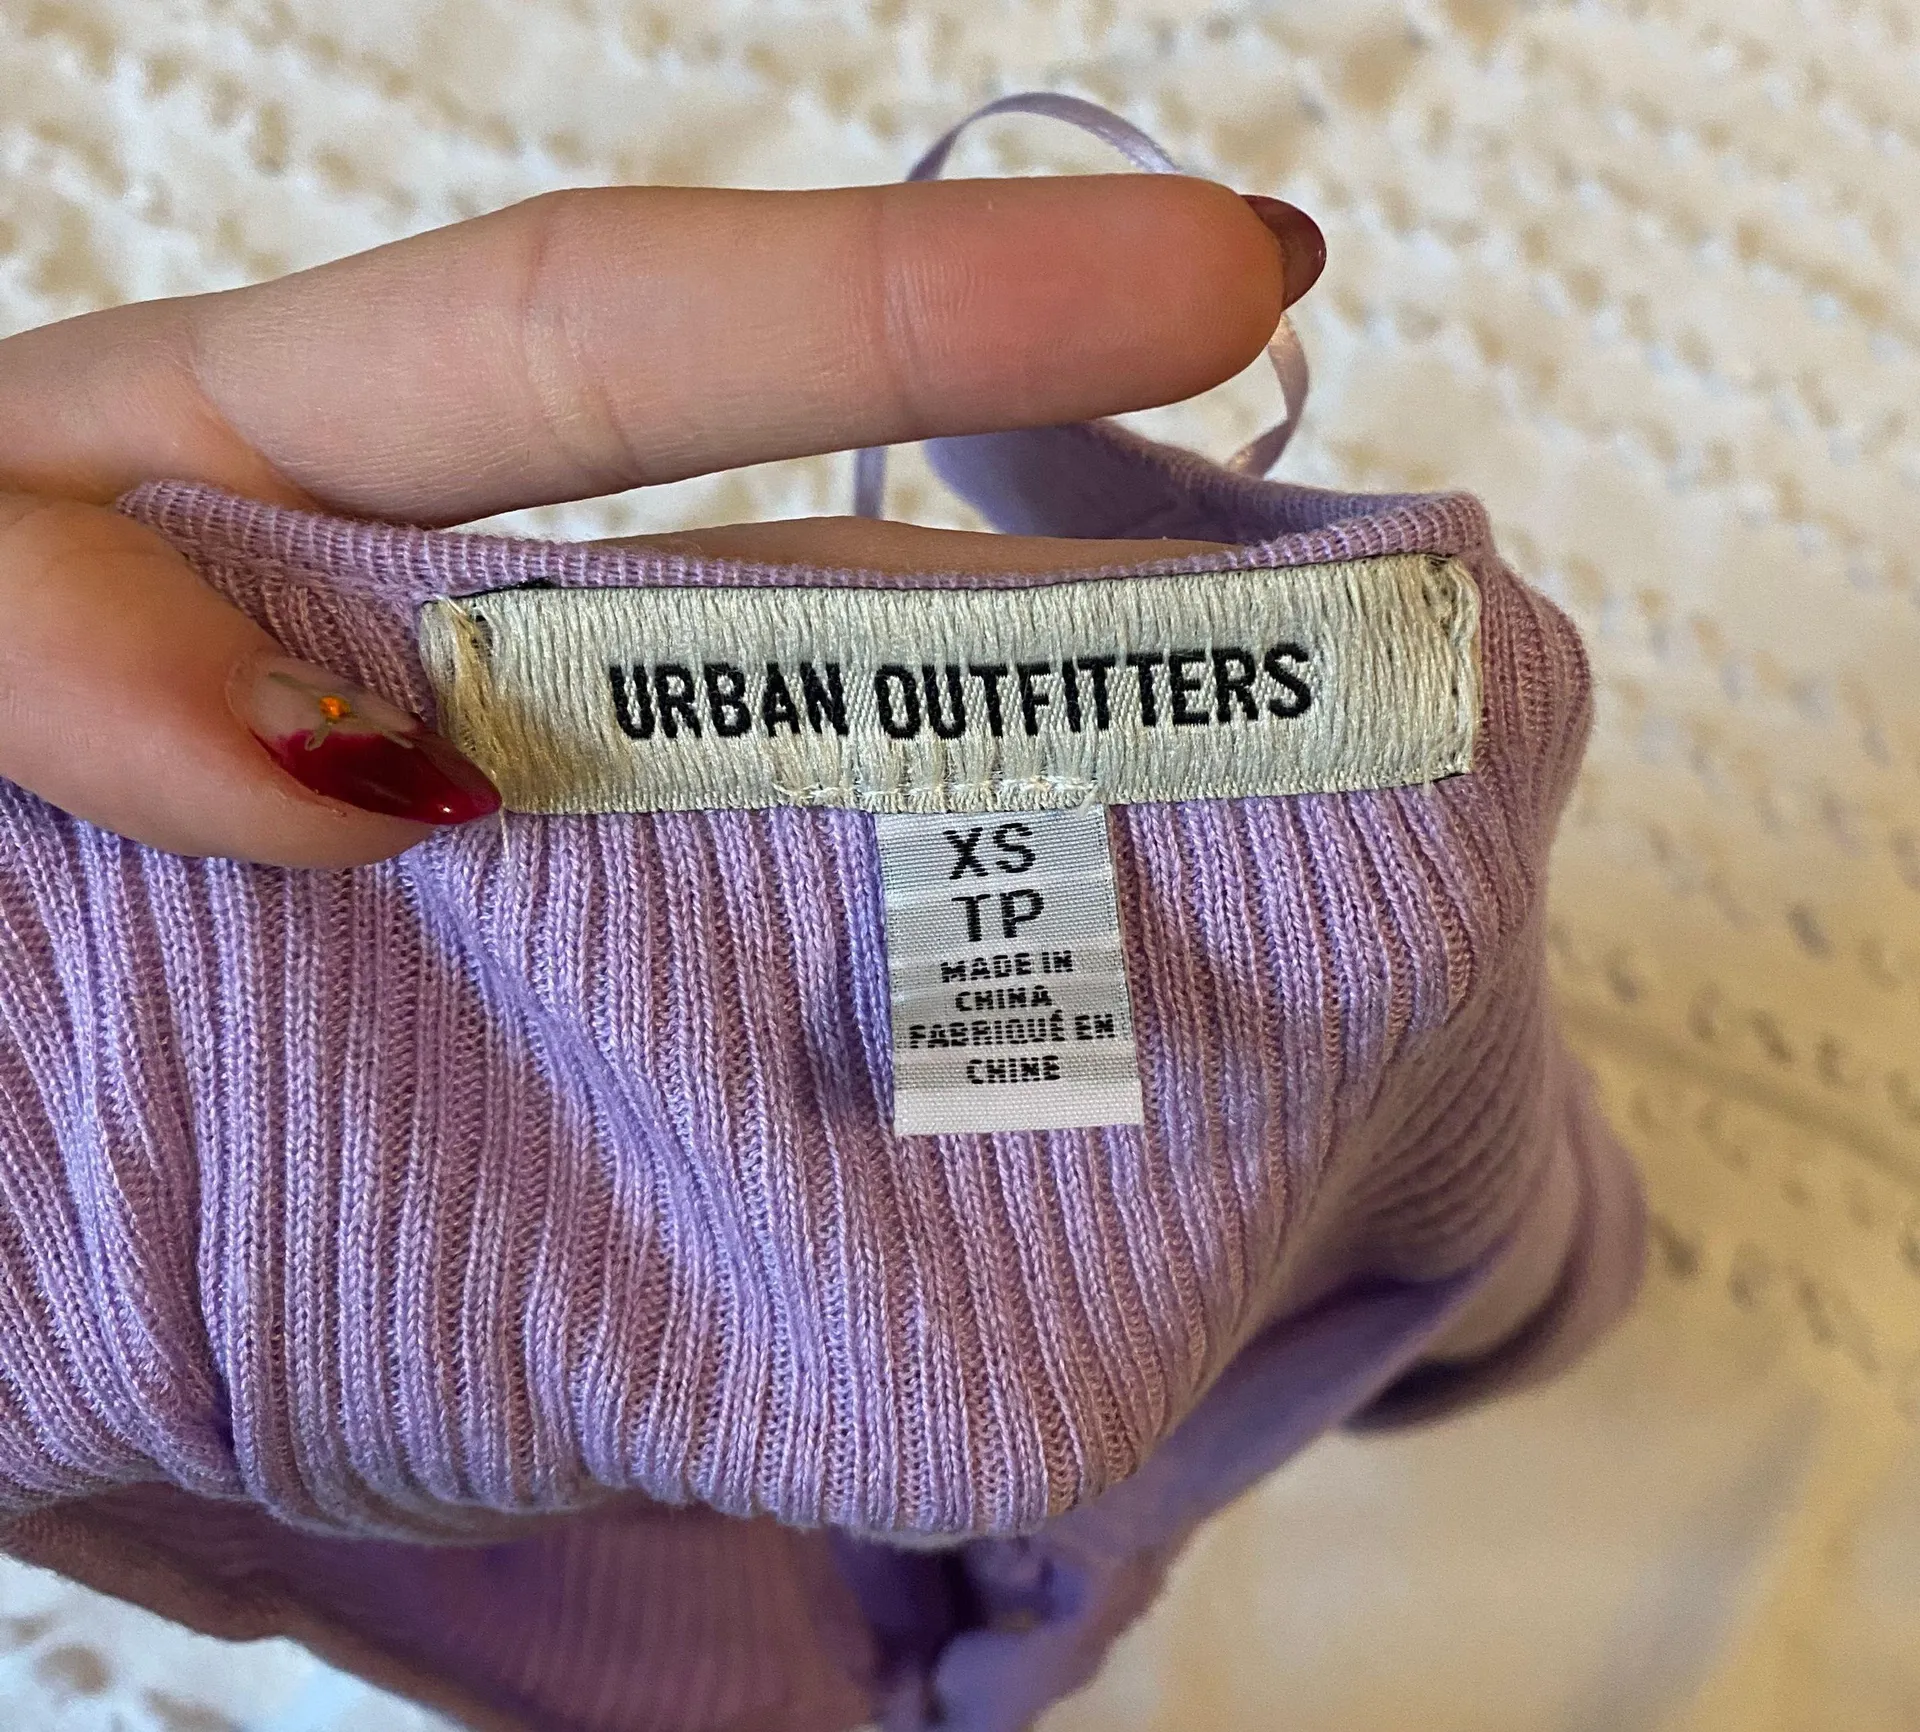 URBAN OUTFITTERS
XS
TP
MADE IN
CHINA
FABRIQUÉ EN
CHINE